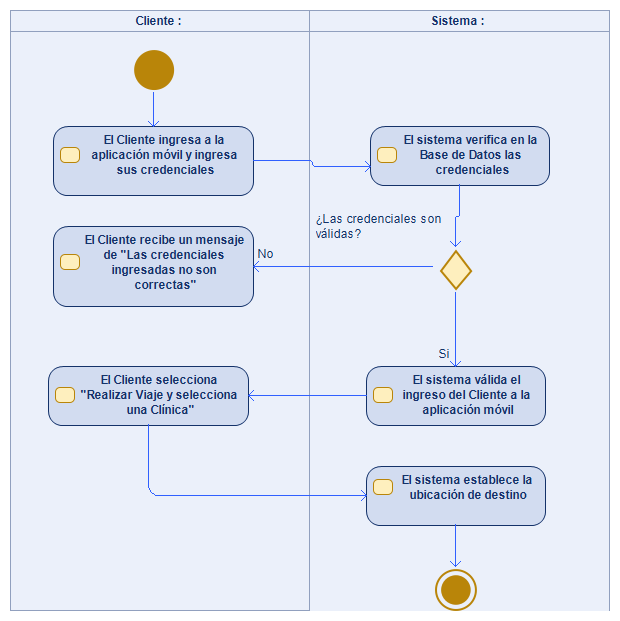 Cliente :
Sistema :
El Cliente ingresa a la
aplicación móvil y ingresa
sus credenciales
El sistema verifica en la
Base de Datos las
credenciales
¿Las credenciales son
válidas?
El Cliente recibe un mensaje
de "Las credenciales
ingresadas no son
correctas"
No
Si
El Cliente selecciona
"Realizar Viaje y selecciona
una Clínica"
El sistema válida el
ingreso del Cliente a la
aplicación móvil
El sistema establece la
ubicación de destino